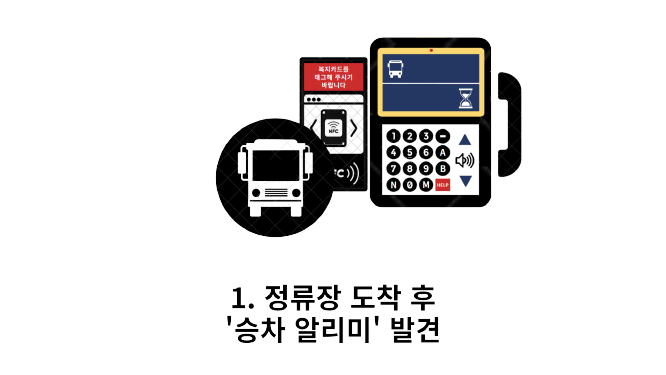 복지카드를
태그해 주시기
바랍니다
NFC
1 2 3 -
4 5 6 A
7 8 9 B
N 0 M HELP
1. 정류장 도착 후
'승차 알리미' 발견